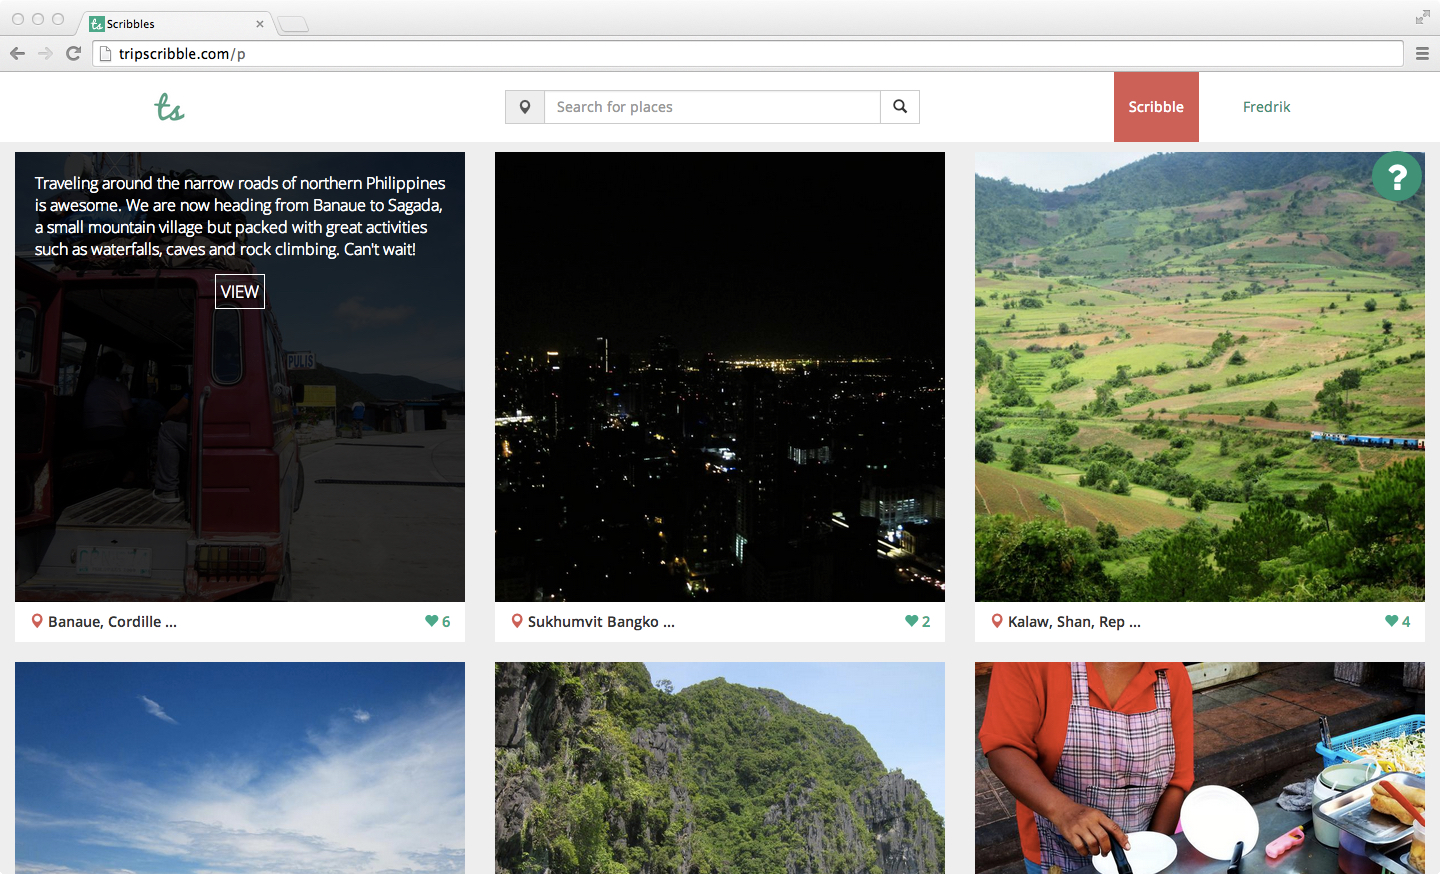 ts Scribbles
tripscribble.com/p
ts
Search for places
Scribble
Fredrik
Traveling around the narrow roads of northern Philippines
is awesome. We are now heading from Banaue to Sagada,
a small mountain village but packed with great activities
such as waterfalls, caves and rock climbing. Can't wait!
VIEW
?
PULIS
Banaue, Cordille ...
6
Sukhumvit Bangko ...
2
Kalaw, Shan, Rep ...
4